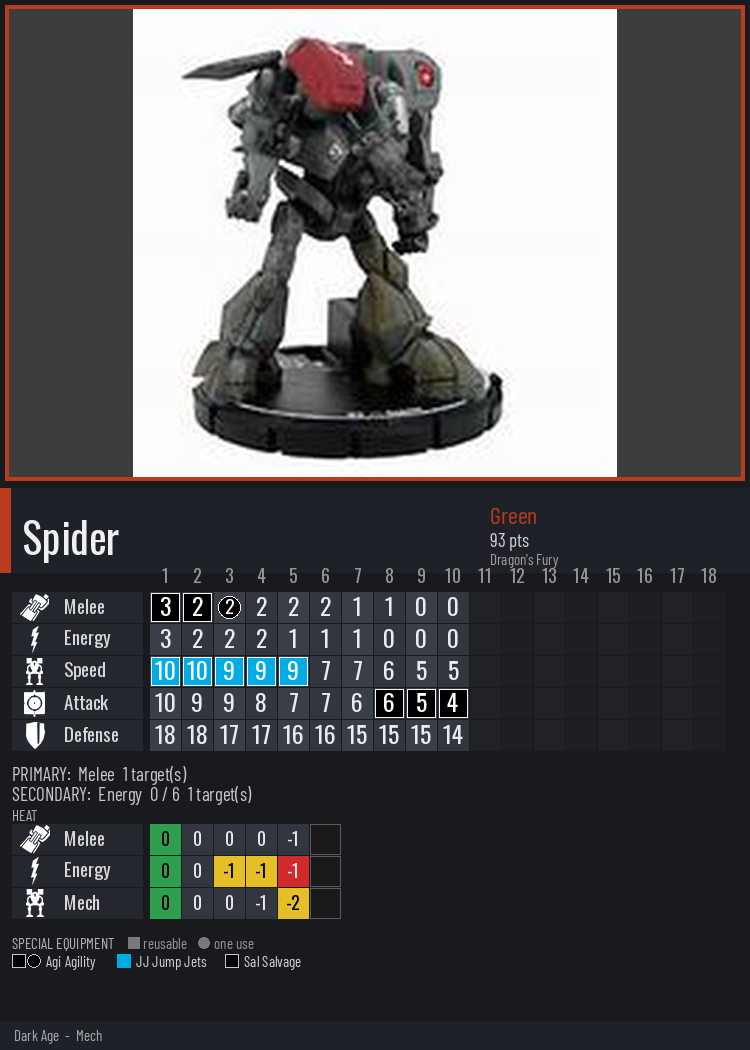 Spider
Green
93 pts
Dragon's Fury
1 2 3 4 5 6 7 8 9 10 11 12 13 14 15 16 17 18
Melee 3 2 2 2 2 2 1 1 0 0
Energy 3 2 2 2 1 1 1 0 0 0
Speed 10 10 9 9 9 7 7 6 5 5
Attack 10 9 9 8 7 7 6 6 5 4
Defense 18 18 17 17 16 16 15 15 15 14
PRIMARY: Melee 1 target(s)
SECONDARY: Energy 0 / 6 1 target(s)
HEAT
Melee 0 0 0 0 -1
Energy 0 0 -1 -1 -1
Mech 0 0 0 -1 -2
SPECIAL EQUIPMENT reusable one use
Agi Agility JJ Jump Jets Sal Salvage
Dark Age - Mech